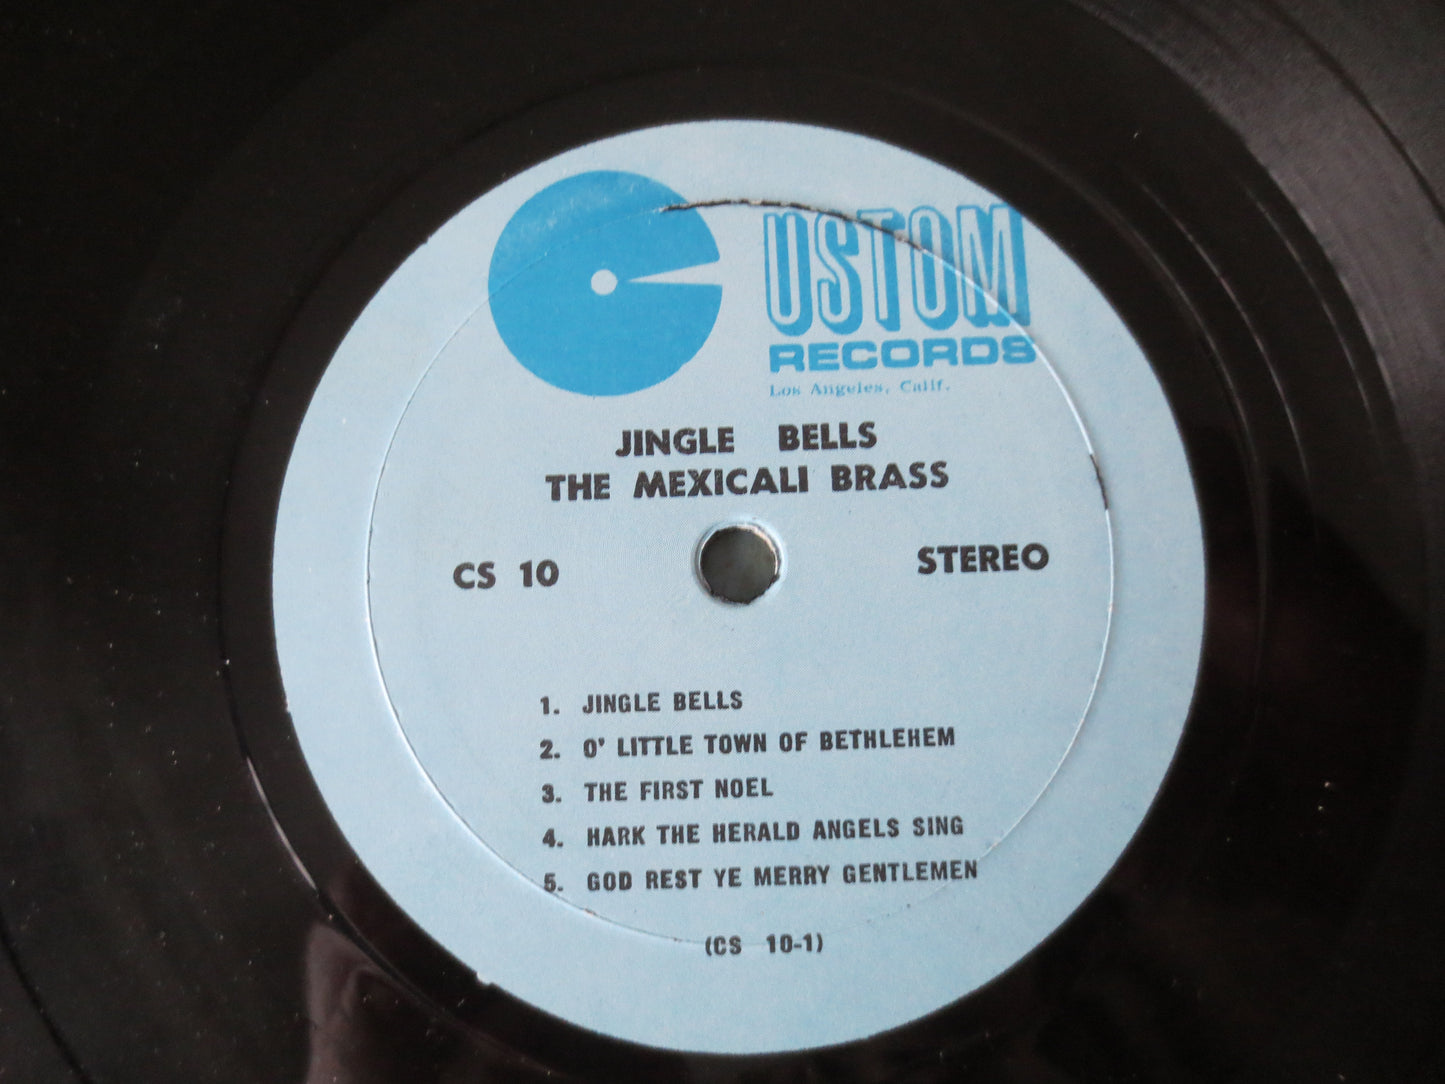 CUSTOM
RECORDS
Los Angeles, Calif.
JINGLE BELLS
THE MEXICALI BRASS
CS 10
STEREO
1. JINGLE BELLS
2. O' LITTLE TOWN OF BETHLEHEM
3. THE FIRST NOEL
4. HARK THE HERALD ANGELS SING
5. GOD REST YE MERRY GENTLEMEN
(CS 10-1)